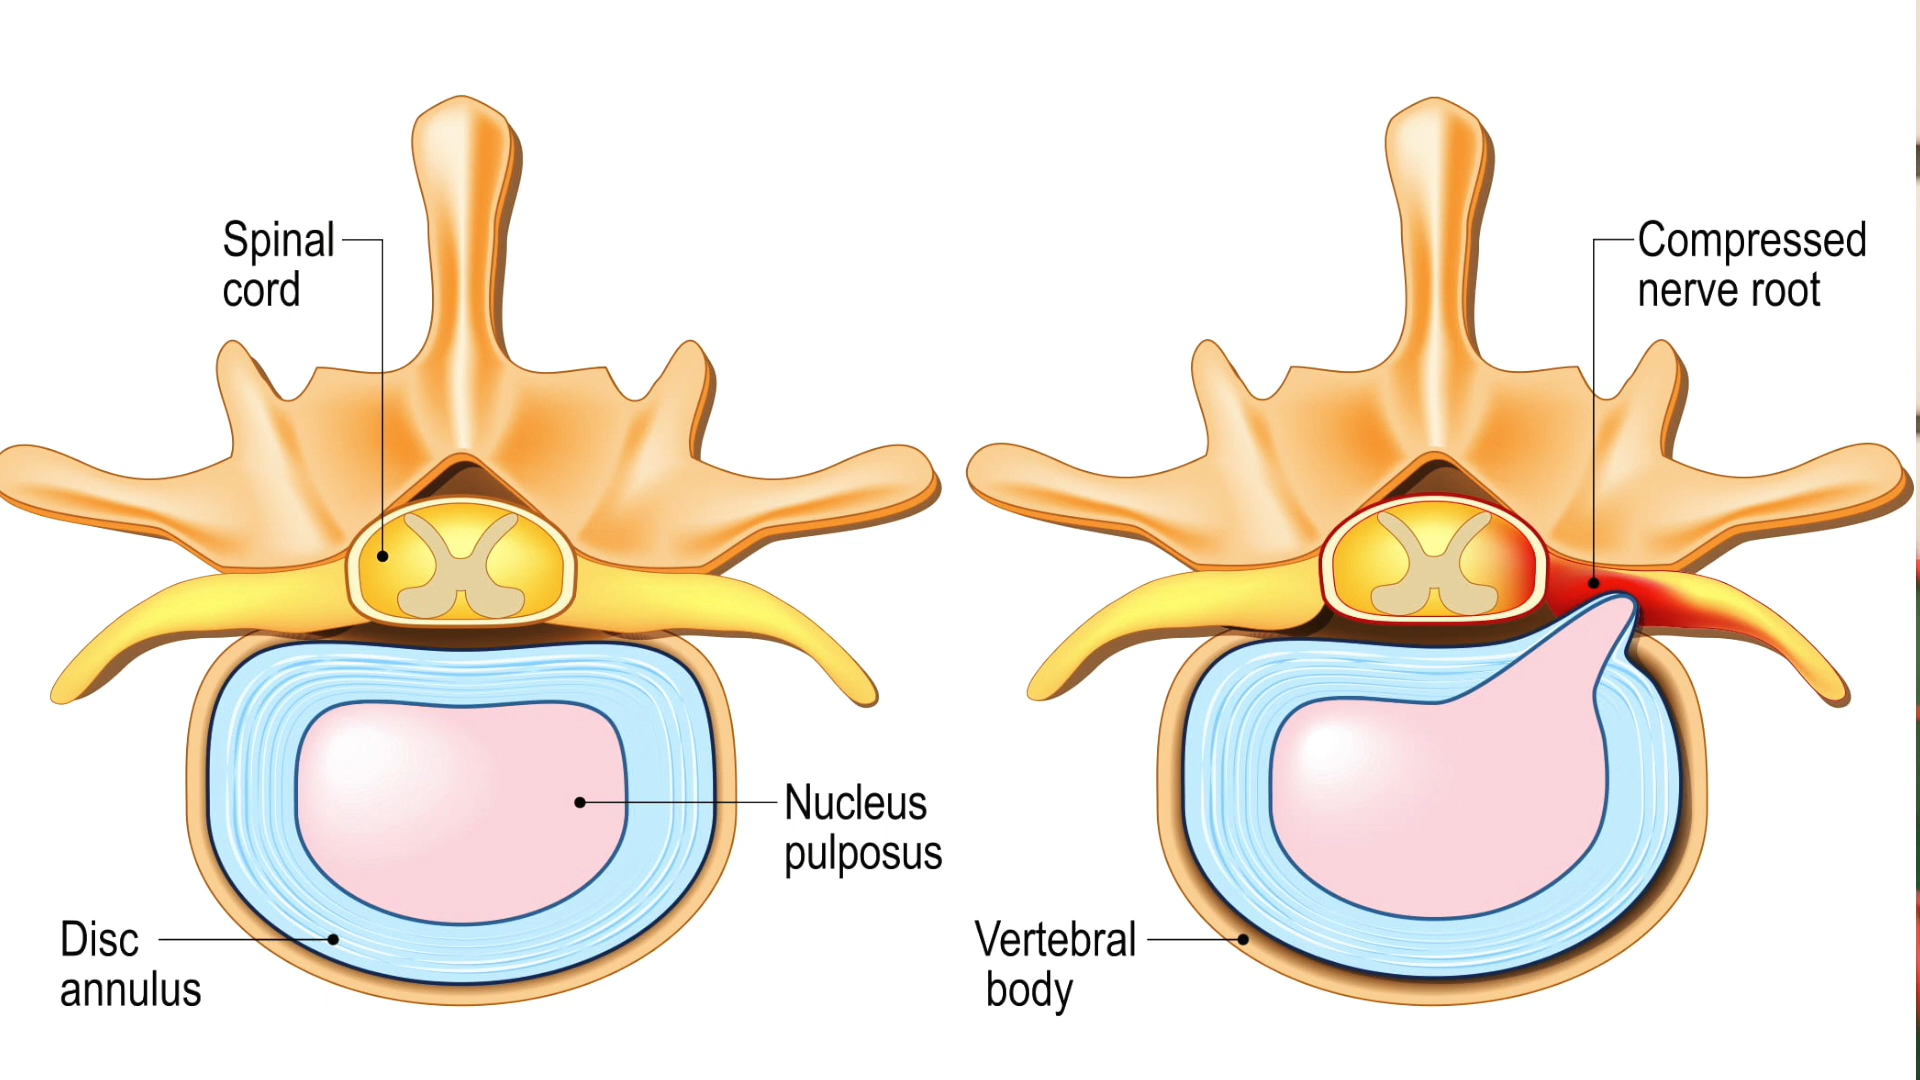 Spinal
cord
Compressed
nerve root
Nucleus
pulposus
Disc
annulus
Vertebral
body